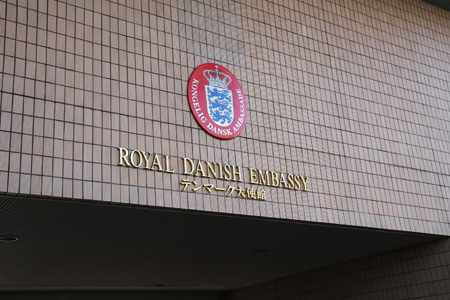 KONGELIG DANSK AMBASSADE
ROYAL DANISH EMBASSY
デンマーク大使館